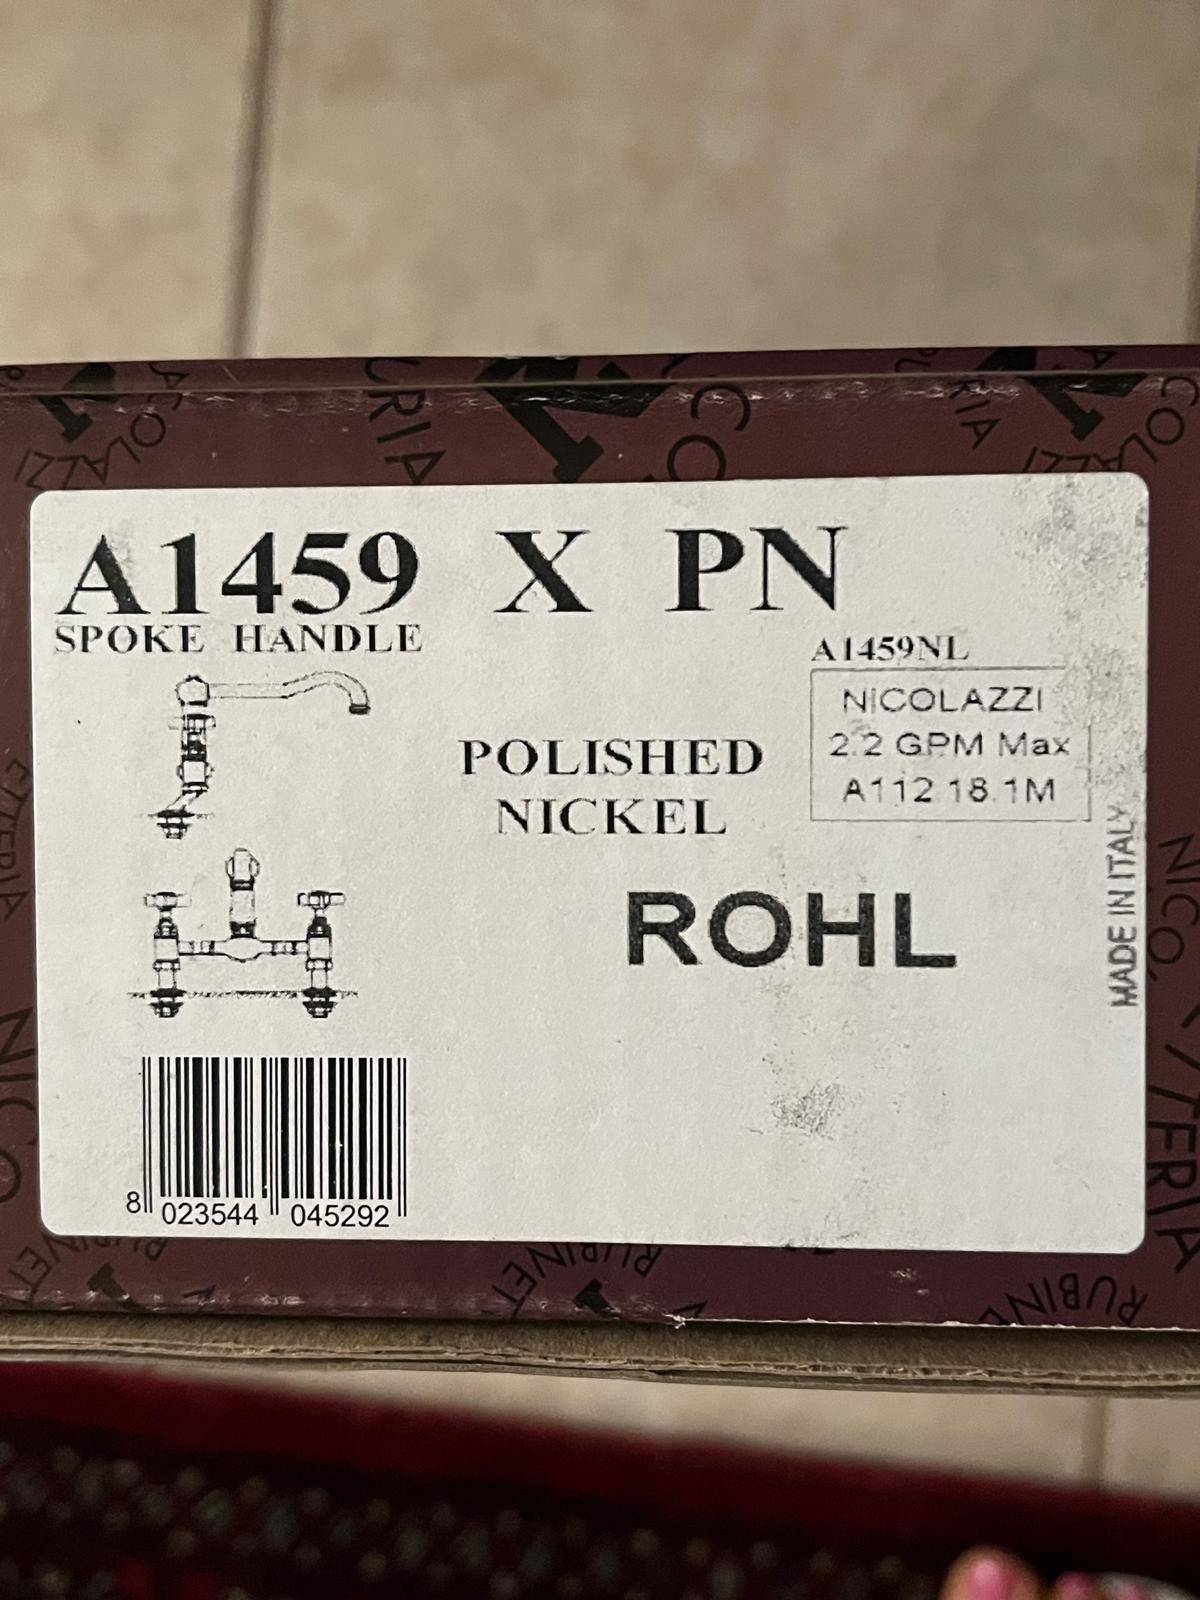 A1459 X PN
SPOKE HANDLE
A1459NL
NICOLAZZI
2.2 GPM Max
A112 18.1M
POLISHED
NICKEL
ROHL
MADE IN ITALY
8 023544 045292